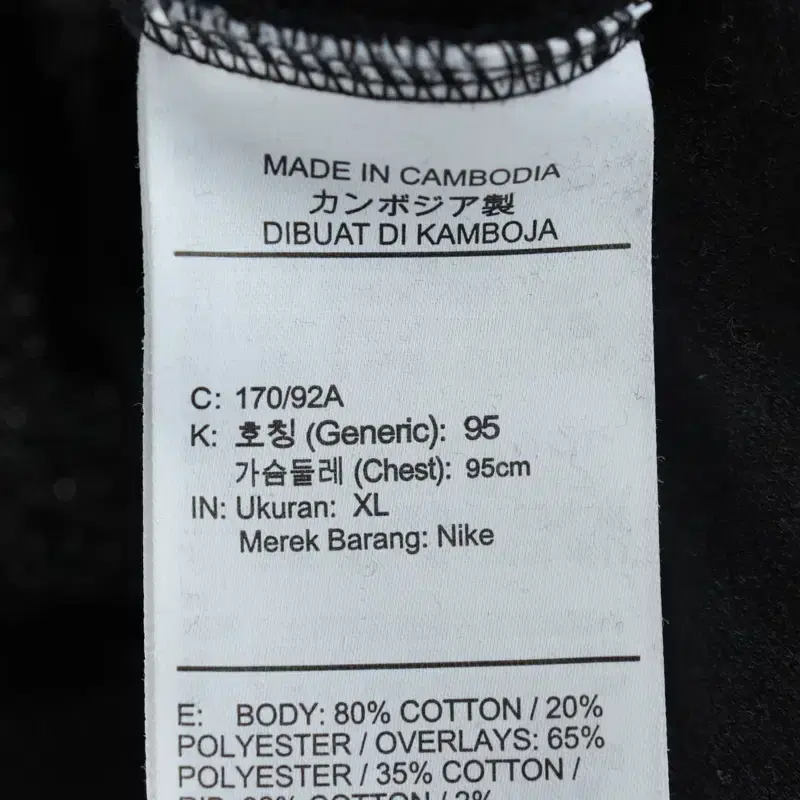 MADE IN CAMBODIA
カンボジア製
DIBUAT DI KAMBOJA
C: 170/92A
K: 호칭 (Generic): 95
가슴둘레 (Chest): 95cm
IN: Ukuran: XL
Merek Barang: Nike
E: BODY: 80% COTTON / 20%
POLYESTER / OVERLAYS: 65%
POLYESTER / 35% COTTON /